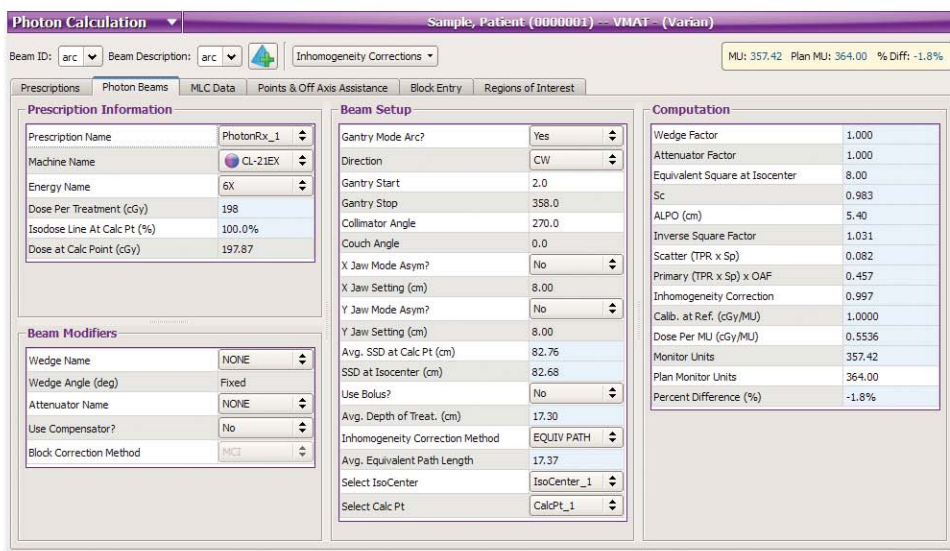 Photon Calculation
Sample, Patient (0000001) -- VMAT - (Varian)
Beam ID: arc Beam Description: arc Inhomogeneity Corrections MU: 357.42 Plan MU: 364.00 % Diff: -1.8%
Prescriptions Photon Beams MLC Data Points & Off Axis Assistance Block Entry Regions of Interest
Prescription Information
Prescription Name PhotonRx_1
Machine Name CL-21EX
Energy Name 6X
Dose Per Treatment (cGy) 198
Isodose Line At Calc Pt (%) 100.0%
Dose at Calc Point (cGy) 197.87
Beam Modifiers
Wedge Name NONE
Wedge Angle (deg) Fixed
Attenuator Name NONE
Use Compensator? No
Block Correction Method MCI
Beam Setup
Gantry Mode Arc? Yes
Direction CW
Gantry Start 2.0
Gantry Stop 358.0
Collimator Angle 270.0
Couch Angle 0.0
X Jaw Mode Asym? No
X Jaw Setting (cm) 8.00
Y Jaw Mode Asym? No
Y Jaw Setting (cm) 8.00
Avg. SSD at Calc Pt (cm) 82.76
SSD at Isocenter (cm) 82.68
Use Bolus? No
Avg. Depth of Treat. (cm) 17.30
Inhomogeneity Correction Method EQUIV PATH
Avg. Equivalent Path Length 17.37
Select IsoCenter IsoCenter_1
Select Calc Pt CalcPt_1
Computation
Wedge Factor 1.000
Attenuator Factor 1.000
Equivalent Square at Isocenter 8.00
Sc 0.983
ALPO (cm) 5.40
Inverse Square Factor 1.031
Scatter (TPR x Sp) 0.082
Primary (TPR x Sp) x OAF 0.457
Inhomogeneity Correction 0.997
Calib. at Ref. (cGy/MU) 1.0000
Dose Per MU (cGy/MU) 0.5536
Monitor Units 357.42
Plan Monitor Units 364.00
Percent Difference (%) -1.8%